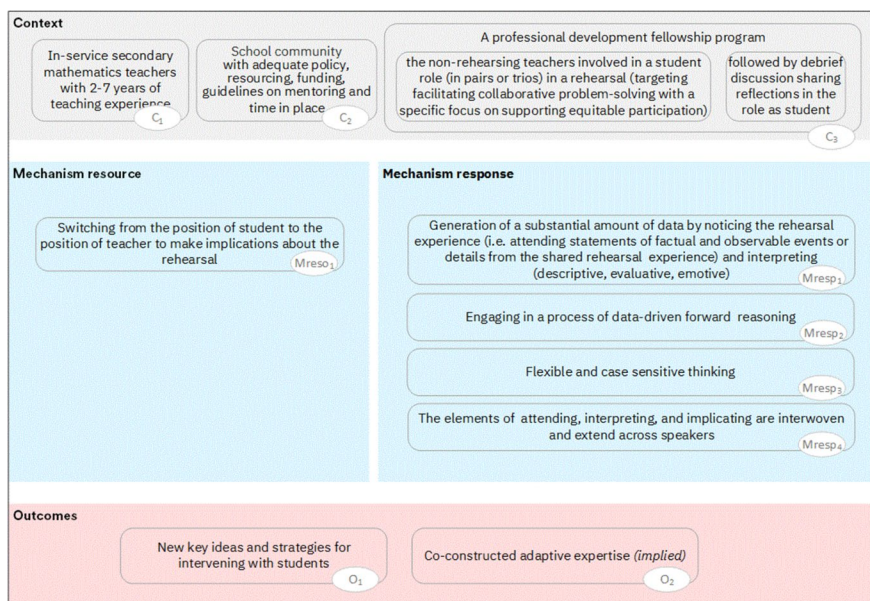 Context
In-service secondary
mathematics teachers
with 2-7 years of
teaching experience
C1
School community
with adequate policy,
resourcing, funding,
guidelines on mentoring and
time in place
C2
A professional development fellowship program
the non-rehearsing teachers involved in a student
role (in pairs or trios) in a rehearsal (targeting
facilitating collaborative problem-solving with a
specific focus on supporting equitable participation)
followed by debrief
discussion sharing
reflections in the
role as student
C3
Mechanism resource
Switching from the position of student to the
position of teacher to make implications about the
rehearsal
Mreso1
Mechanism response
Generation of a substantial amount of data by noticing the rehearsal
experience (i.e. attending statements of factual and observable events or
details from the shared rehearsal experience) and interpreting
(descriptive, evaluative, emotive)
Mresp1
Engaging in a process of data-driven forward reasoning
Mresp2
Flexible and case sensitive thinking
Mresp3
The elements of attending, interpreting, and implicating are interwoven
and extend across speakers
Mresp4
Outcomes
New key ideas and strategies for
intervening with students
O1
Co-constructed adaptive expertise (implied)
O2